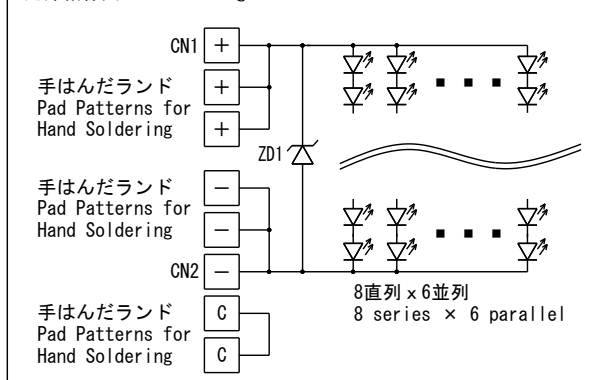 CN1
+
手はんだランド
Pad Patterns for
Hand Soldering
+
+
ZD1
手はんだランド
Pad Patterns for
Hand Soldering
−
−
CN2
−
8直列 x 6並列
8 series × 6 parallel
手はんだランド
Pad Patterns for
Hand Soldering
C
C